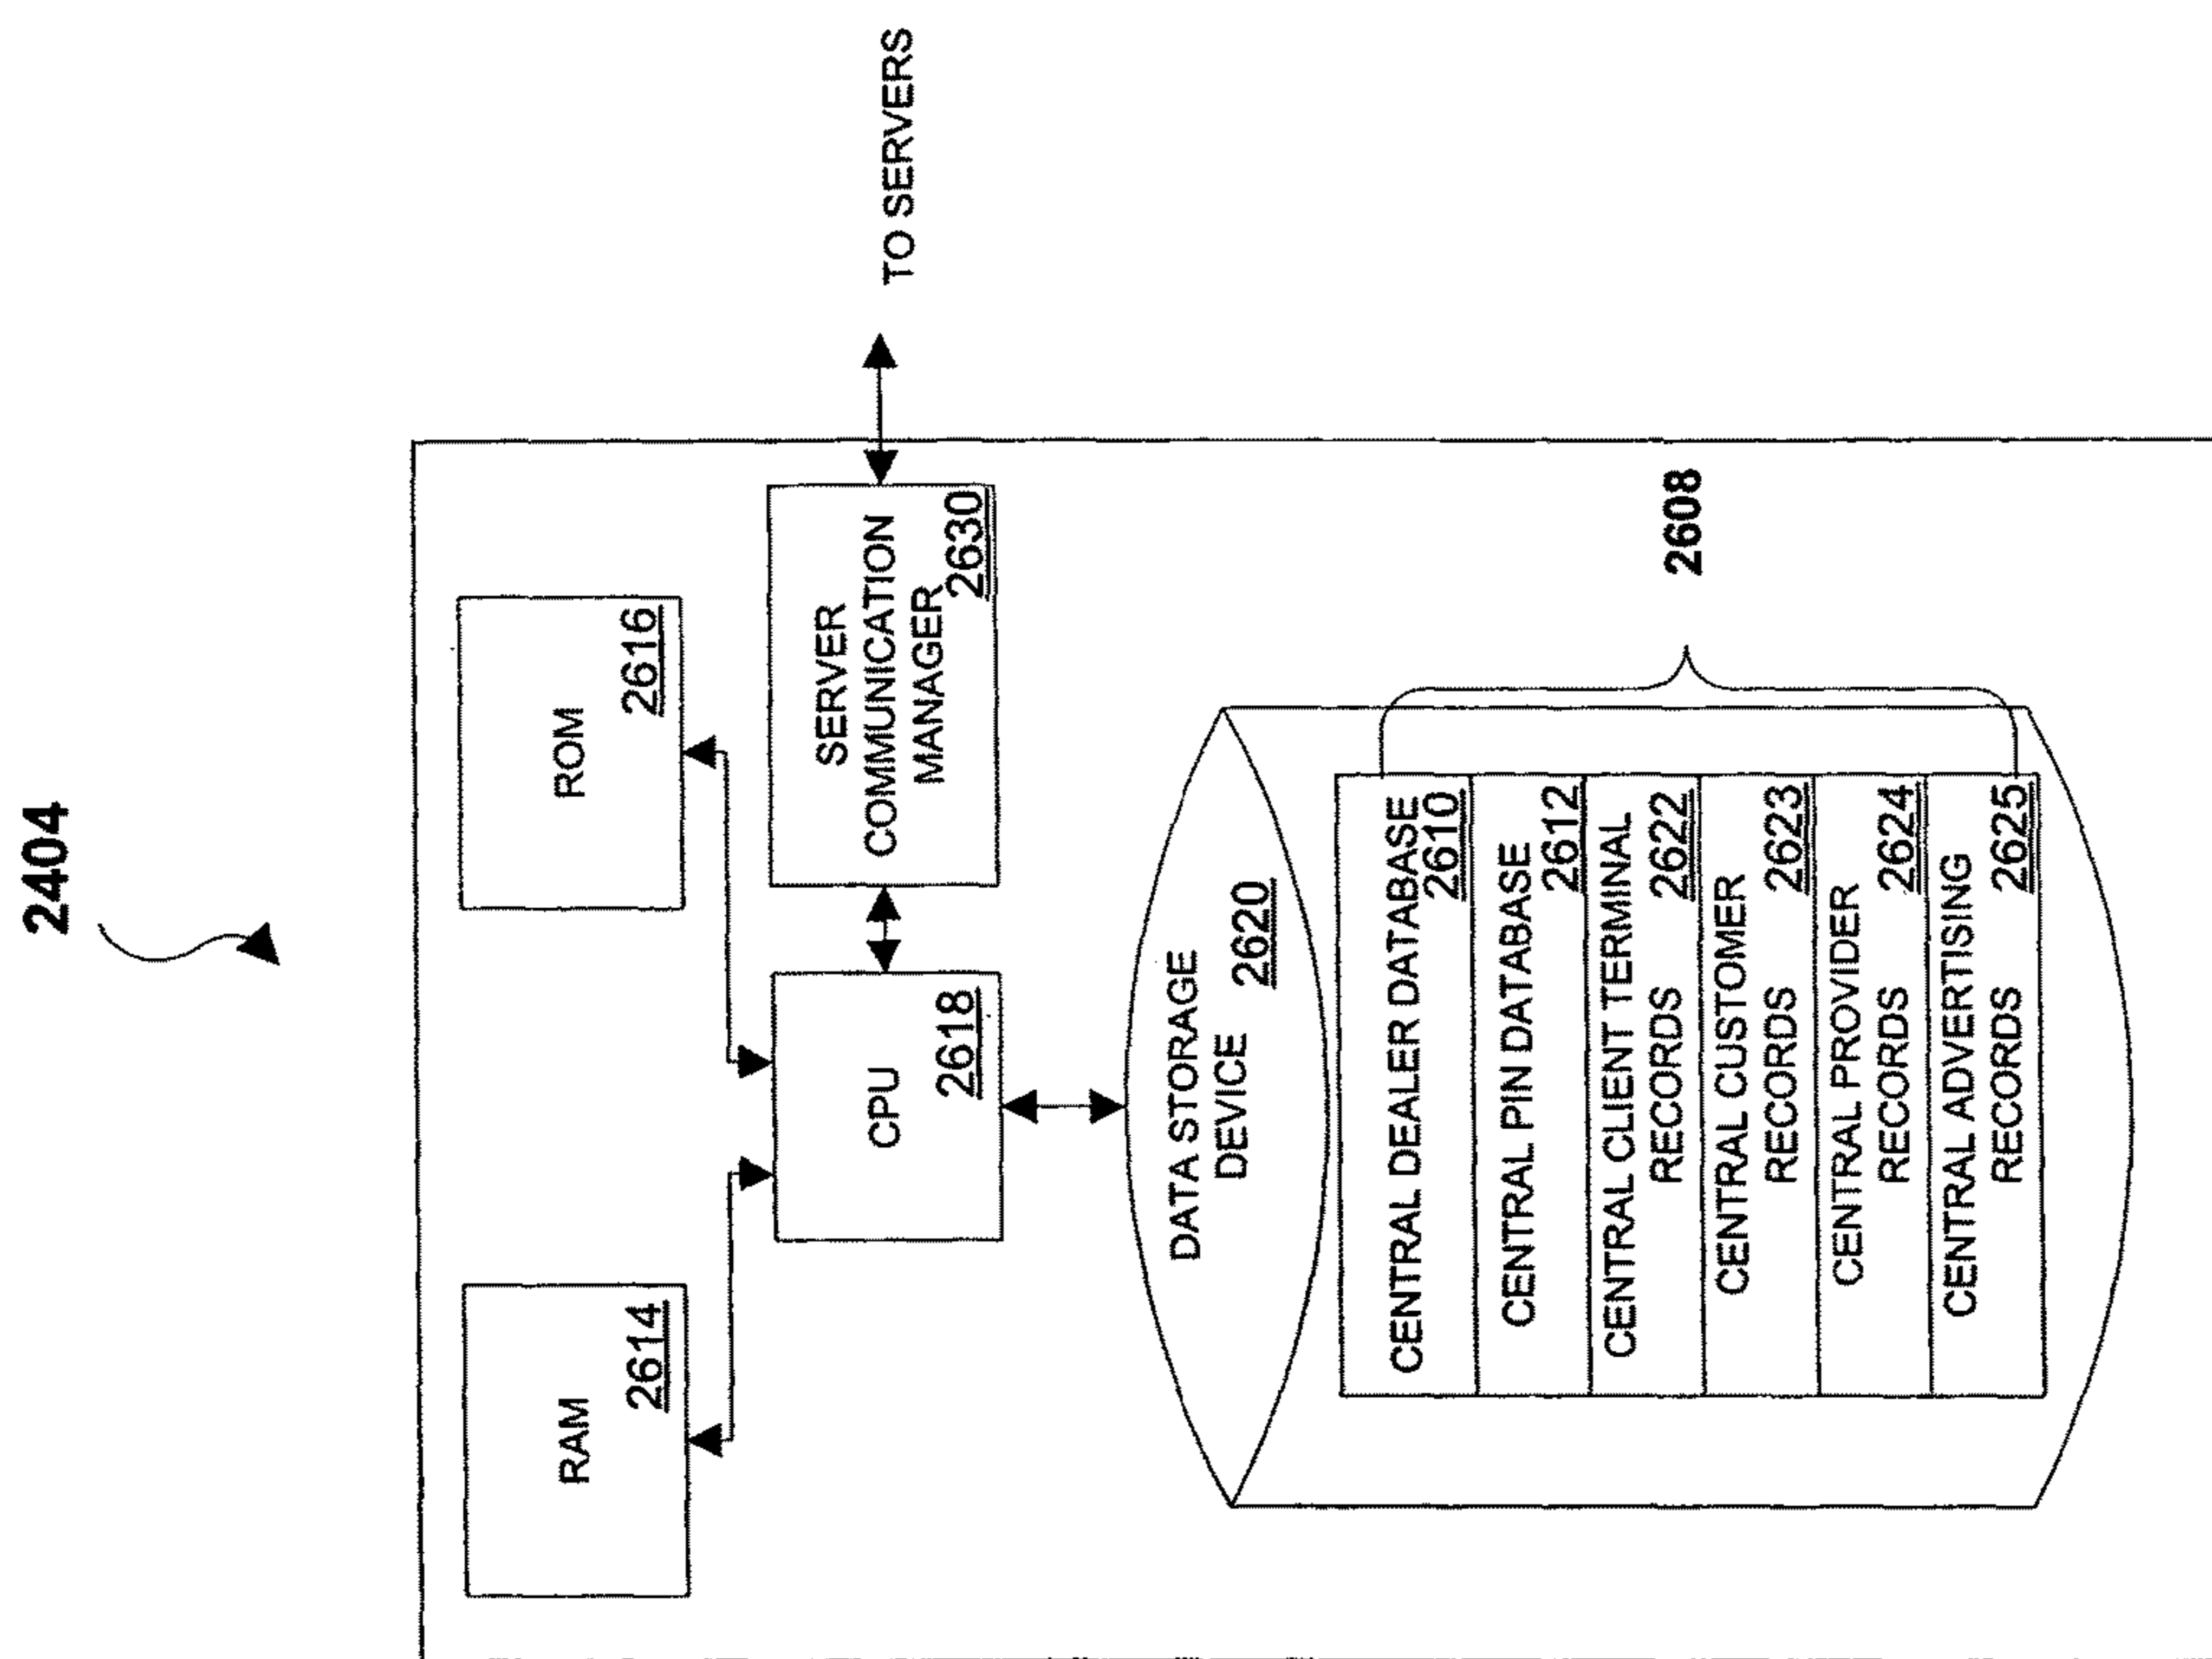 2404
RAM
2614
ROM
2616
CPU
2618
SERVER
COMMUNICATION
MANAGER
2630
TO SERVERS
DATA STORAGE
DEVICE 2620
CENTRAL DEALER DATABASE
2610
CENTRAL PIN DATABASE
2612
CENTRAL CLIENT TERMINAL
RECORDS 2622
CENTRAL CUSTOMER
RECORDS 2623
CENTRAL PROVIDER
RECORDS 2624
CENTRAL ADVERTISING
RECORDS 2625
2608